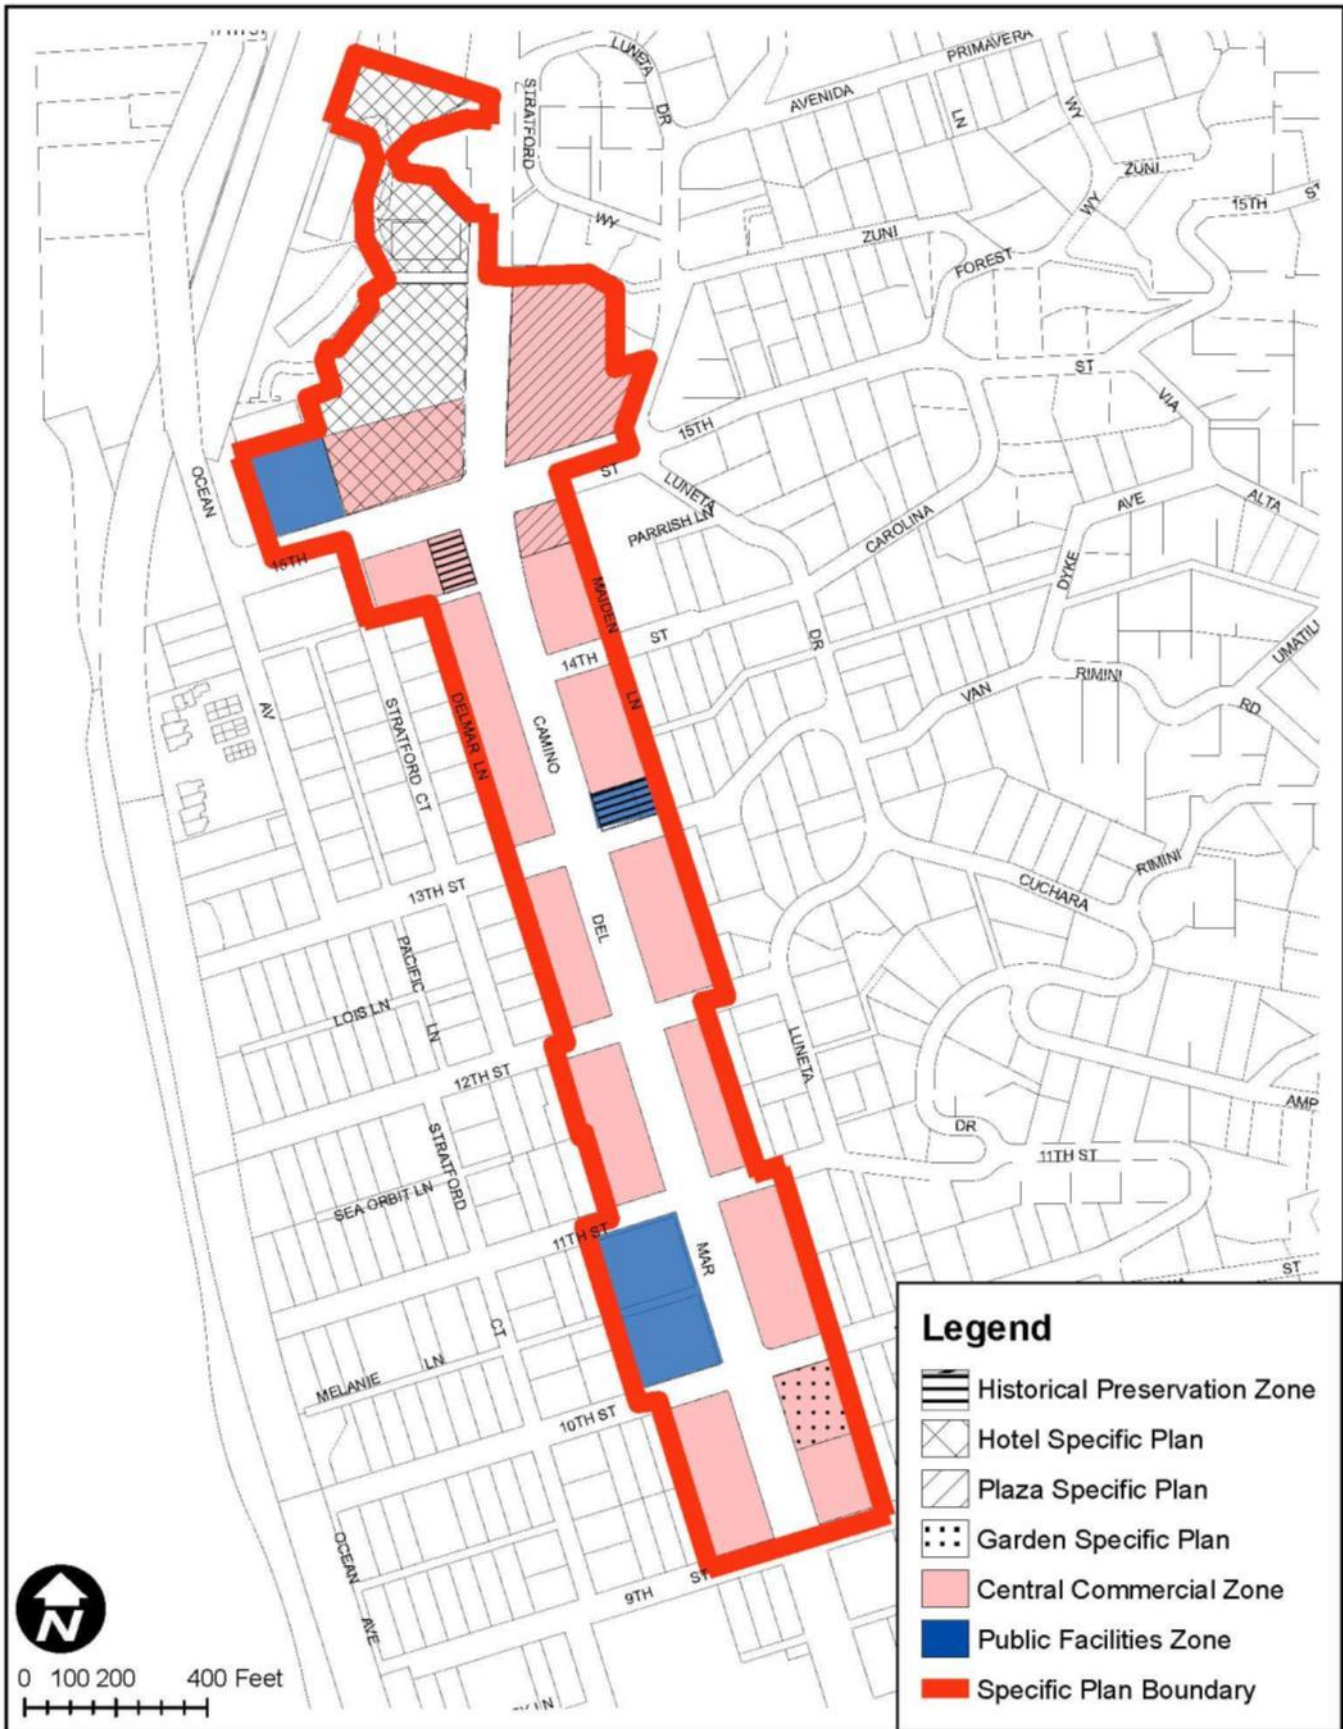 LUNETA
DR
PRIMAVERA
AVENIDA
LN
WY
STRATFORD
WY
ZUNI
ZUNI
WY
15TH
ST
FOREST
ST
VIA
15TH
ST
LUNETA
PARRISH LN
CAROLINA
AVE
ALTA
DYKE
OCEAN
15TH
MAIDEN
ST
14TH
DR
LN
VAN
RIMINI
RD
AV
STRATFORD CT
DELMAR LN
CAMINO
13TH ST
DEL
CUCHARA
RIMINI
PACIFIC
LN
LOIS LN
12TH ST
LUNETA
AMP
DR
11TH ST
STRATFORD
SEA ORBIT LN
11TH ST
MAR
ST
CT
MELANIE LN
10TH ST
OCEAN
AVE
9TH ST
Legend
Historical Preservation Zone
Hotel Specific Plan
Plaza Specific Plan
Garden Specific Plan
Central Commercial Zone
Public Facilities Zone
Specific Plan Boundary
N
0 100 200 400 Feet